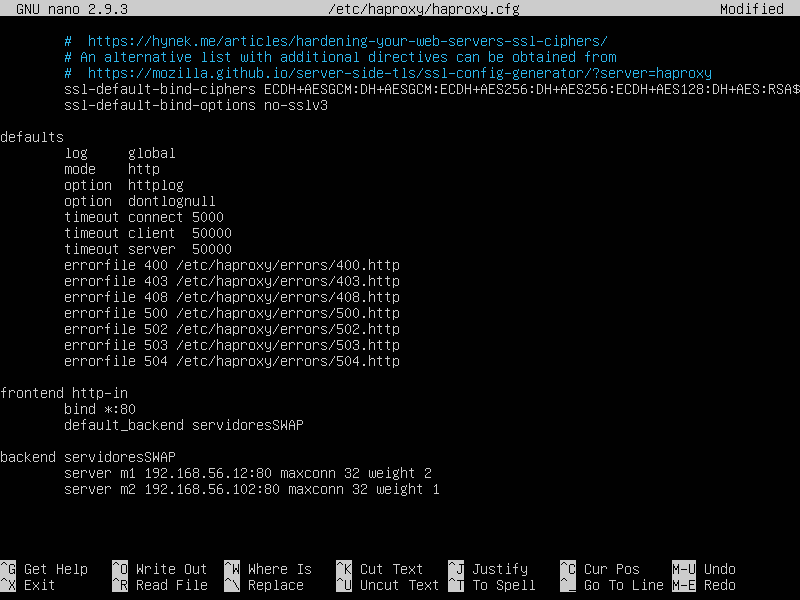 GNU nano 2.9.3 /etc/haproxy/haproxy.cfg Modified
#  https://hynek.me/articles/hardening-your-web-servers-ssl-ciphers/
# An alternative list with additional directives can be obtained from
#  https://mozilla.github.io/server-side-tls/ssl-config-generator/?server=haproxy
ssl-default-bind-ciphers ECDH+AESGCM:DH+AESGCM:ECDH+AES256:DH+AES256:ECDH+AES128:DH+AES:RSA$
ssl-default-bind-options no-sslv3
defaults
log     global
mode    http
option  httplog
option  dontlognull
timeout connect 5000
timeout client  50000
timeout server  50000
errorfile 400 /etc/haproxy/errors/400.http
errorfile 403 /etc/haproxy/errors/403.http
errorfile 408 /etc/haproxy/errors/408.http
errorfile 500 /etc/haproxy/errors/500.http
errorfile 502 /etc/haproxy/errors/502.http
errorfile 503 /etc/haproxy/errors/503.http
errorfile 504 /etc/haproxy/errors/504.http
frontend http-in
bind *:80
default_backend servidoresSWAP
backend servidoresSWAP
server m1 192.168.56.12:80 maxconn 32 weight 2
server m2 192.168.56.102:80 maxconn 32 weight 1
^G Get Help ^O Write Out ^W Where Is ^K Cut Text ^J Justify ^C Cur Pos M-U Undo
^X Exit ^R Read File ^\ Replace ^U Uncut Text ^T To Spell ^_ Go To Line M-E Redo